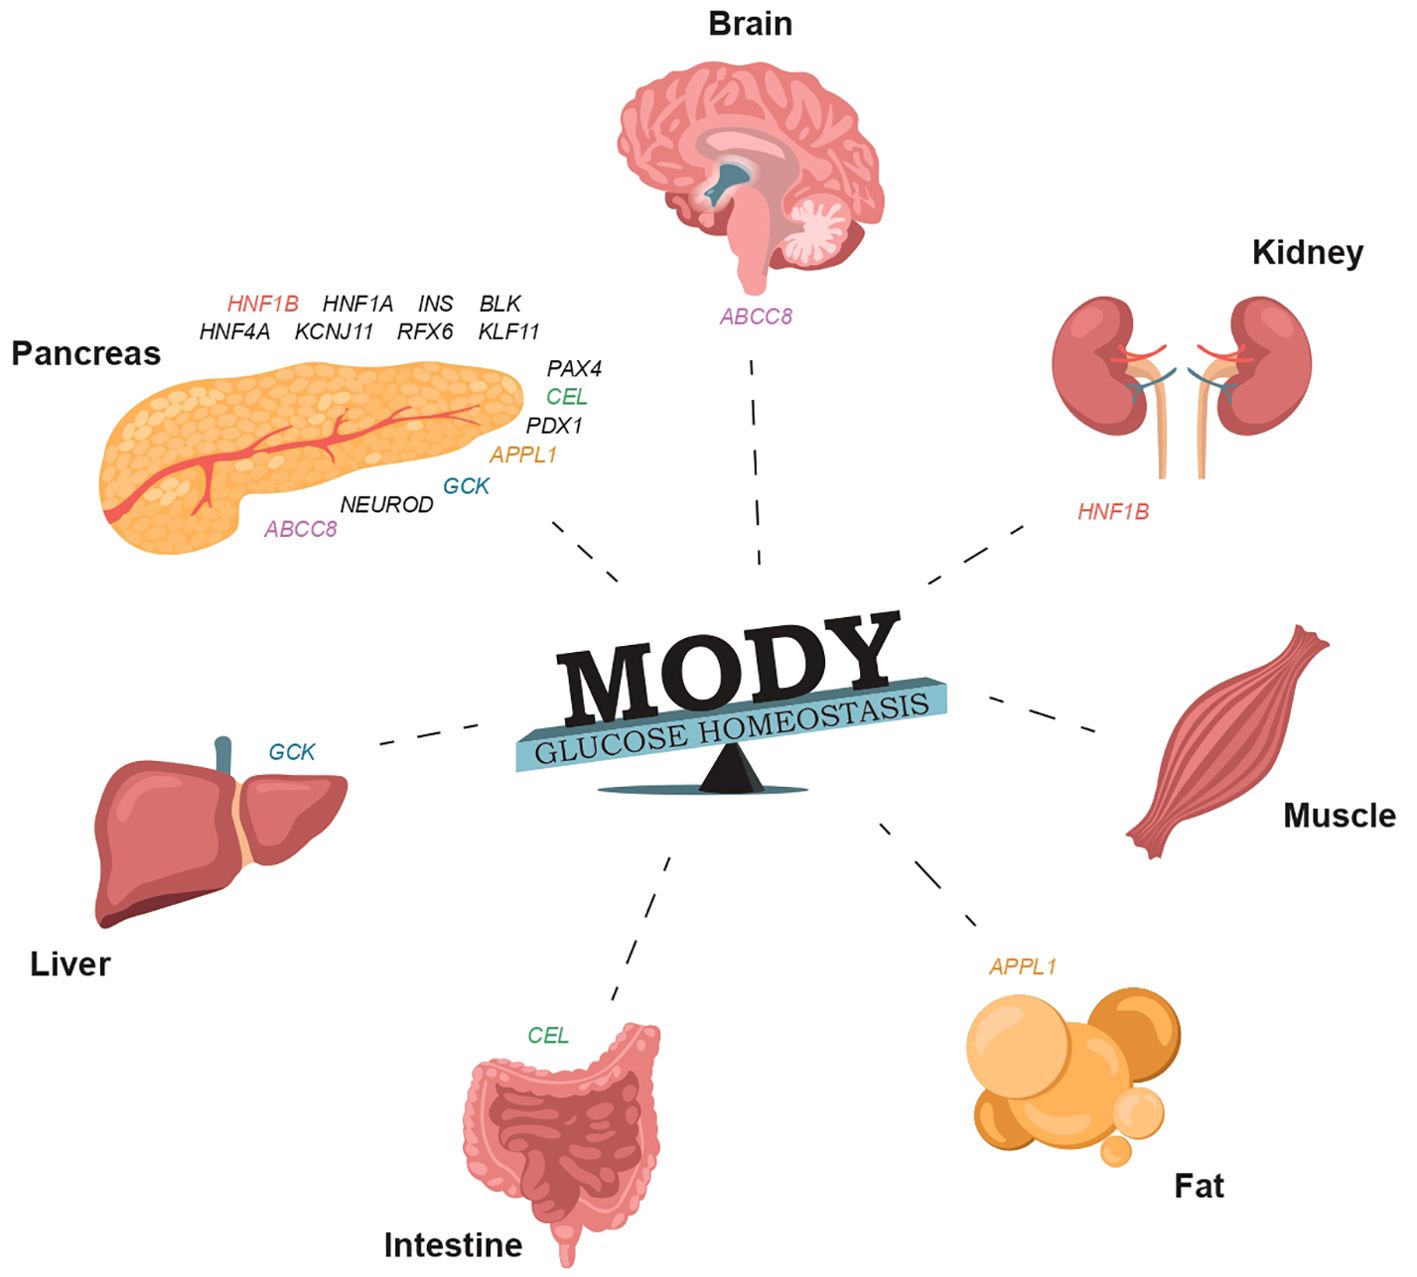 Brain
ABCC8
Kidney
HNF1B
Pancreas
HNF1B HNF1A INS BLK
HNF4A KCNJ11 RFX6 KLF11
PAX4
CEL
PDX1
APPL1
GCK
NEUROD
ABCC8
MODY
GLUCOSE HOMEOSTASIS
Muscle
GCK
Liver
APPL1
Fat
CEL
Intestine